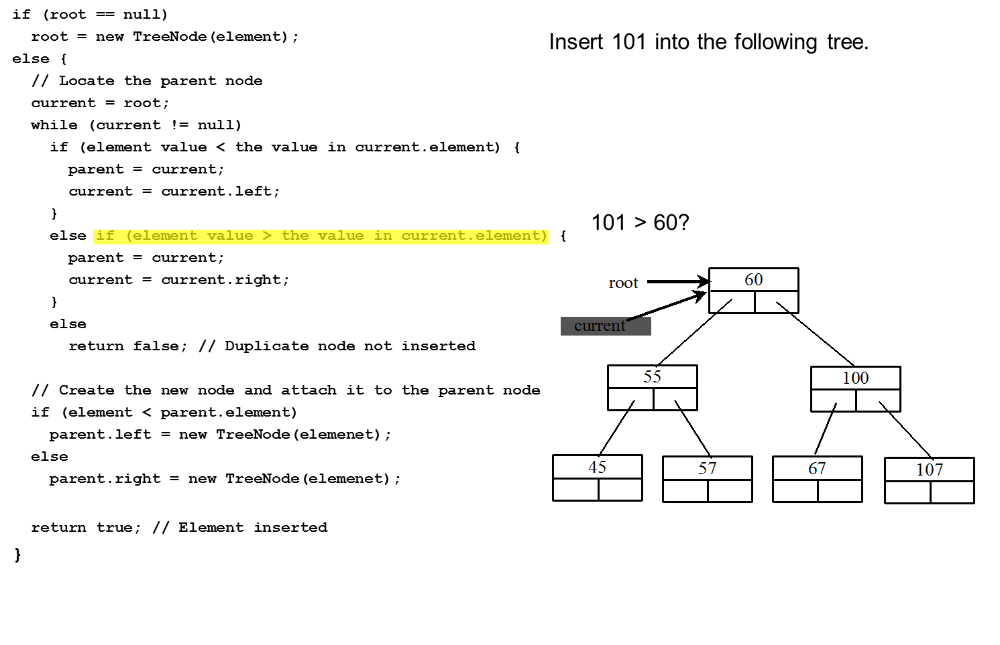 if (root == null)
  root = new TreeNode(element);
else {
  // Locate the parent node
  current = root;
  while (current != null)
    if (element value < the value in current.element) {
      parent = current;
      current = current.left;
    }
    else if (element value > the value in current.element) {
      parent = current;
      current = current.right;
    }
    else
      return false; // Duplicate node not inserted
  // Create the new node and attach it to the parent node
  if (element < parent.element)
    parent.left = new TreeNode(elemenet);
  else
    parent.right = new TreeNode(elemenet);
  return true; // Element inserted
}
Insert 101 into the following tree.
101 > 60?
root
60
current
55
100
45
57
67
107